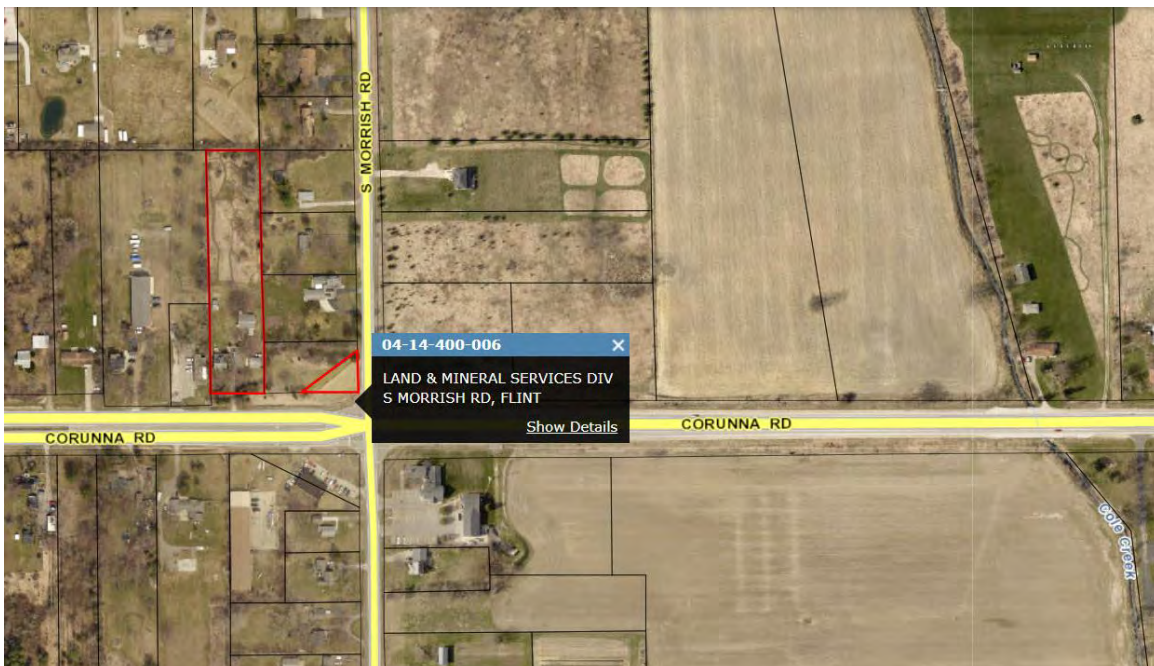 S MORRISH RD
04-14-400-006
×
LAND & MINERAL SERVICES DIV
S MORRISH RD, FLINT
Show Details
CORUNNA RD
CORUNNA RD
Cole Creek